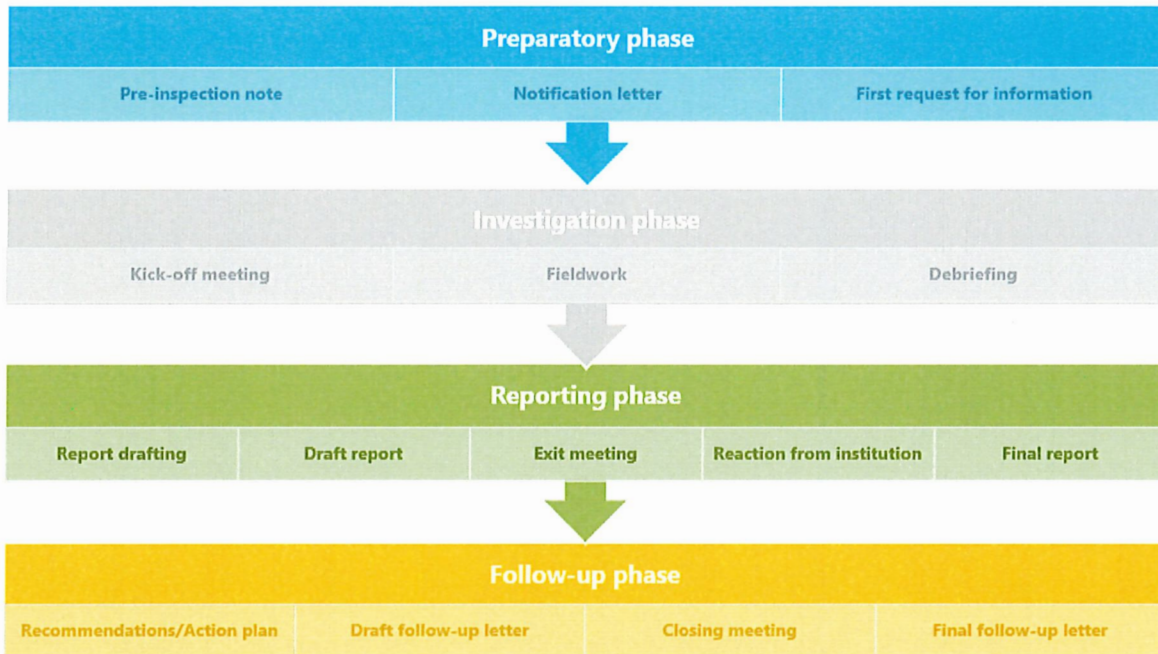 Preparatory phase
Pre-inspection note Notification letter First request for information
Investigation phase
Kick-off meeting Fieldwork Debriefing
Reporting phase
Report drafting Draft report Exit meeting Reaction from institution Final report
Follow-up phase
Recommendations/Action plan Draft follow-up letter Closing meeting Final follow-up letter